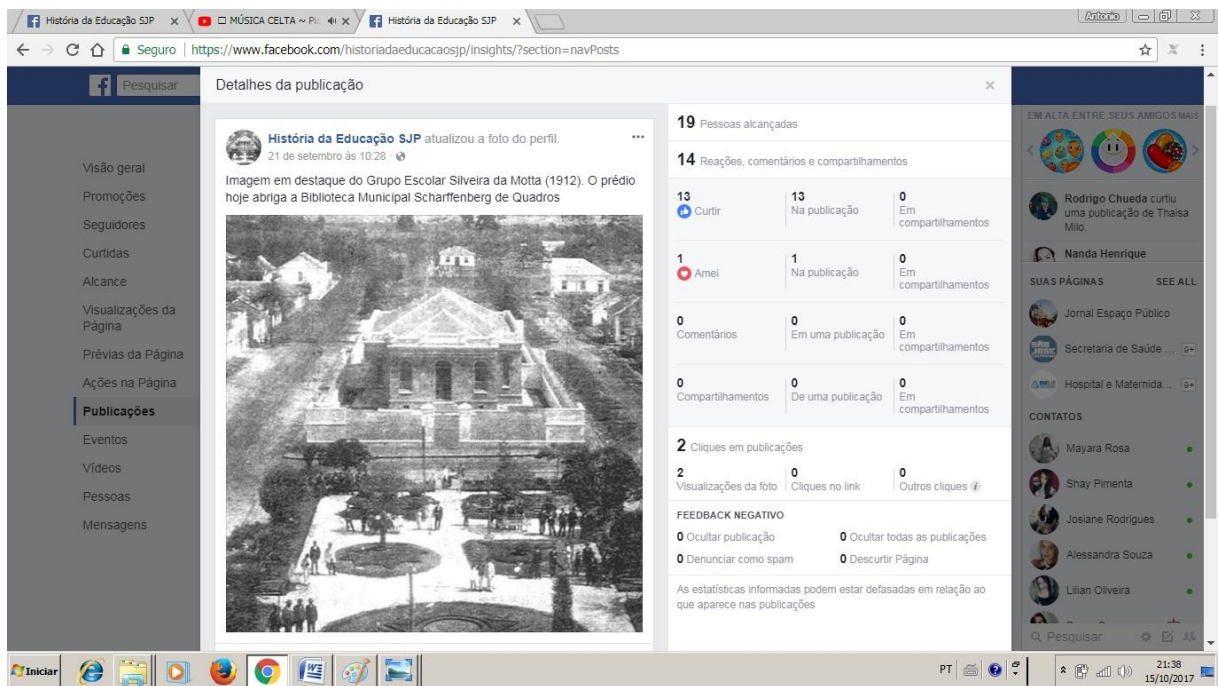 História da Educação SJP
MÚSICA CELTA ~ Pi
História da Educação SJP
Antonio
Seguro | https://www.facebook.com/historiadaeducacaosjp/insights/?section=navPosts
Pesquisar
Visão geral
Promoções
Seguidores
Curtidas
Alcance
Visualizações da
Página
Prévias da Página
Ações na Página
Publicações
Eventos
Vídeos
Pessoas
Mensagens
Detalhes da publicação
História da Educação SJP atualizou a foto do perfil.
21 de setembro às 10:28 ·
Imagem em destaque do Grupo Escolar Silveira da Motta (1912). O prédio
hoje abriga a Biblioteca Municipal Scharffenberg de Quadros
19 Pessoas alcançadas
14 Reações, comentários e compartilhamentos
13 13 0
Curtir Na publicação Em
compartilhamentos
1 1 0
Amei Na publicação Em
compartilhamentos
0 0 0
Comentários Em uma publicação Em
compartilhamentos
0 0 0
Compartilhamentos De uma publicação Em
compartilhamentos
2 Cliques em publicações
2 0 0
Visualizações da foto Cliques no link Outros cliques
FEEDBACK NEGATIVO
0 Ocultar publicação 0 Ocultar todas as publicações
0 Denunciar como spam 0 Descurtir Página
As estatísticas informadas podem estar defasadas em relação ao
que aparece nas publicações
EM ALTA ENTRE SEUS AMIGOS MAIS
Rodrigo Chueda curtiu
uma publicação de Thaisa
Milo.
Nanda Henrique
SUAS PÁGINAS SEE ALL
Jornal Espaço Público
Secretaria de Saúde ... 9+
Hospital e Maternida... 9+
CONTATOS
Mayara Rosa
Shay Pimenta
Josiane Rodrigues
Alessandra Souza
Lilian Oliveira
Pesquisar
Iniciar
PT
21:38
15/10/2017